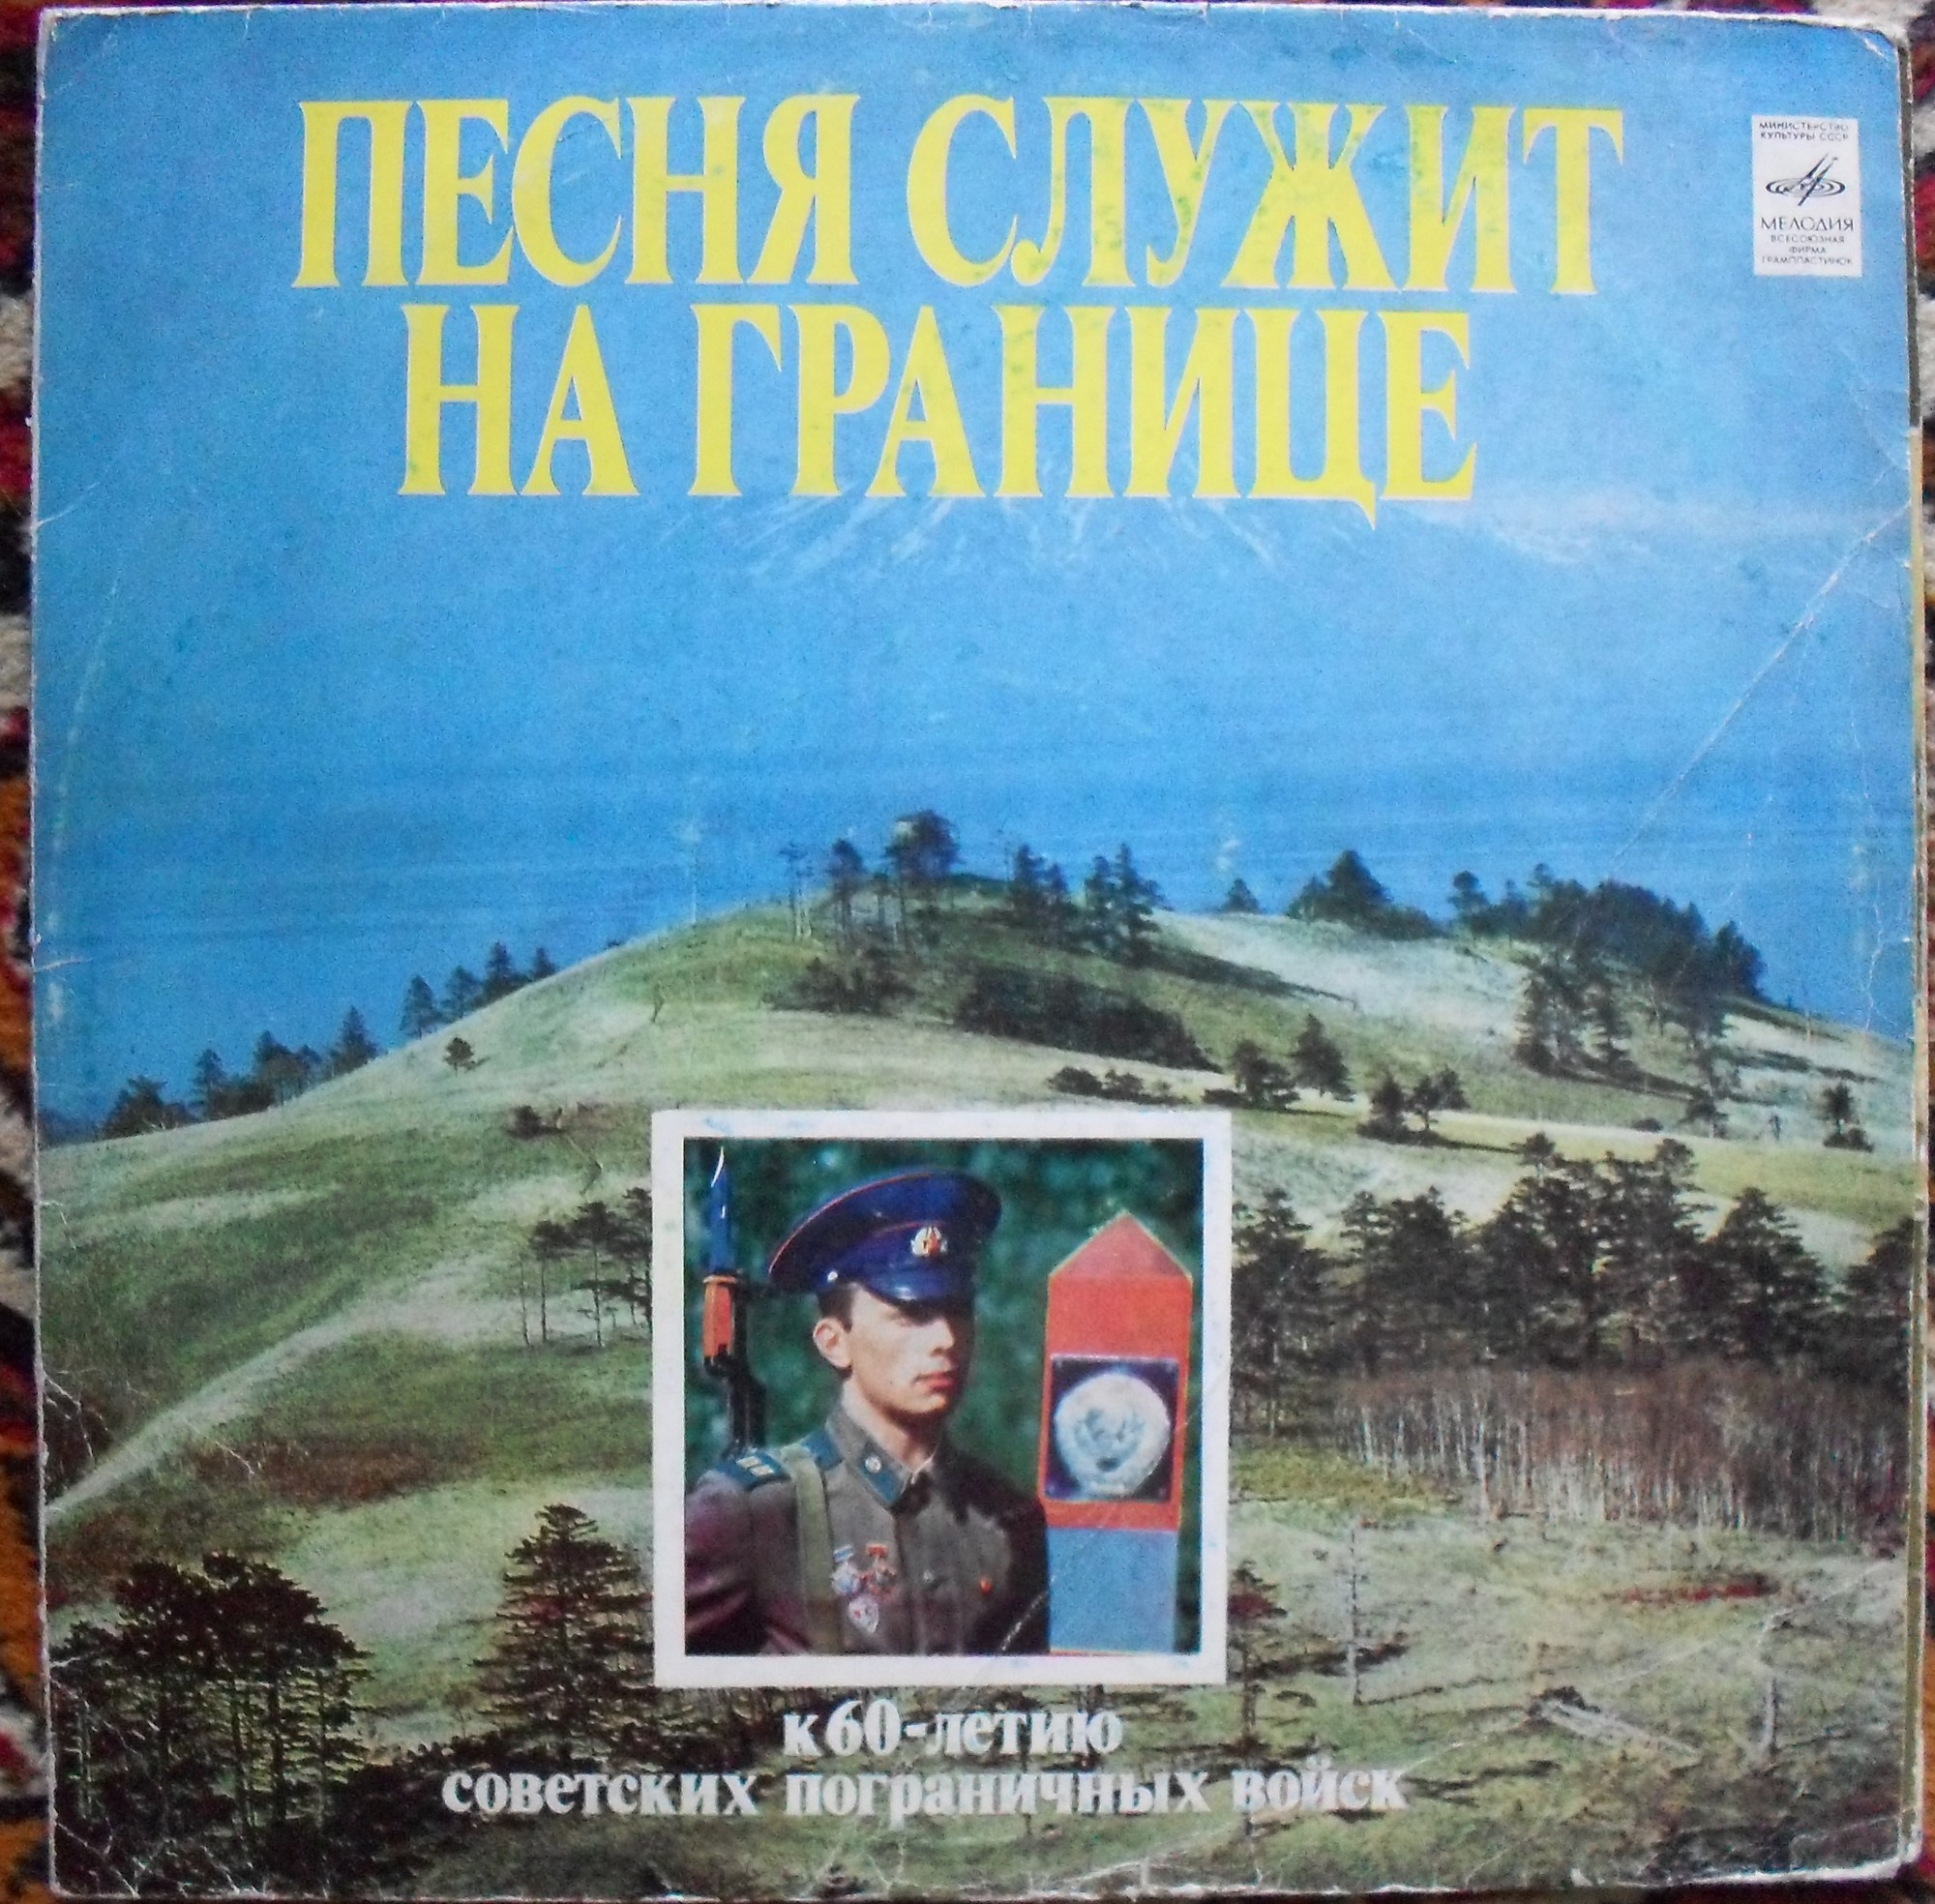 ПЕСНЯ СЛУЖИТ
НА ГРАНИЦЕ
МИНИСТЕРСТВО
КУЛЬТУРЫ СССР
МЕЛОДИЯ
ВСЕСОЮЗНАЯ
ФИРМА
ГРАМПЛАСТИНОК
к 60-летию
советских пограничных войск